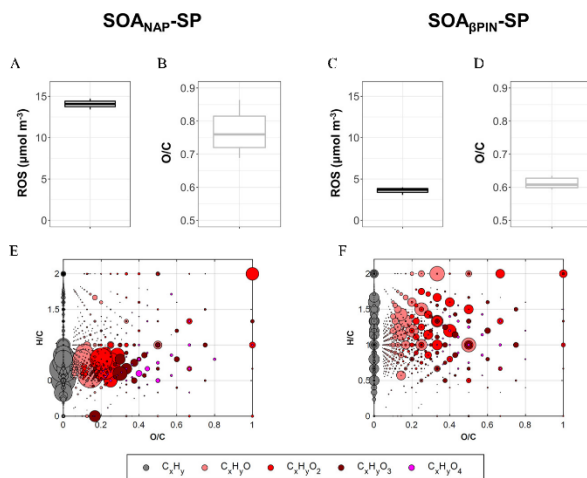 SOANAP-SP
SOAβPIN-SP
A
B
C
D
ROS (µmol m-3)
15
10
5
0
O/C
0.9
0.8
0.7
0.6
0.5
ROS (µmol m-3)
15
10
5
0
O/C
0.9
0.8
0.7
0.6
0.5
E
F
H/C
2
1.5
1
0.5
0
0
0.2
0.4
0.6
0.8
1
O/C
H/C
2
1.5
1
0.5
0
0
0.2
0.4
0.6
0.8
1
O/C
CxHy
CxHyO
CxHyO2
CxHyO3
CxHyO4